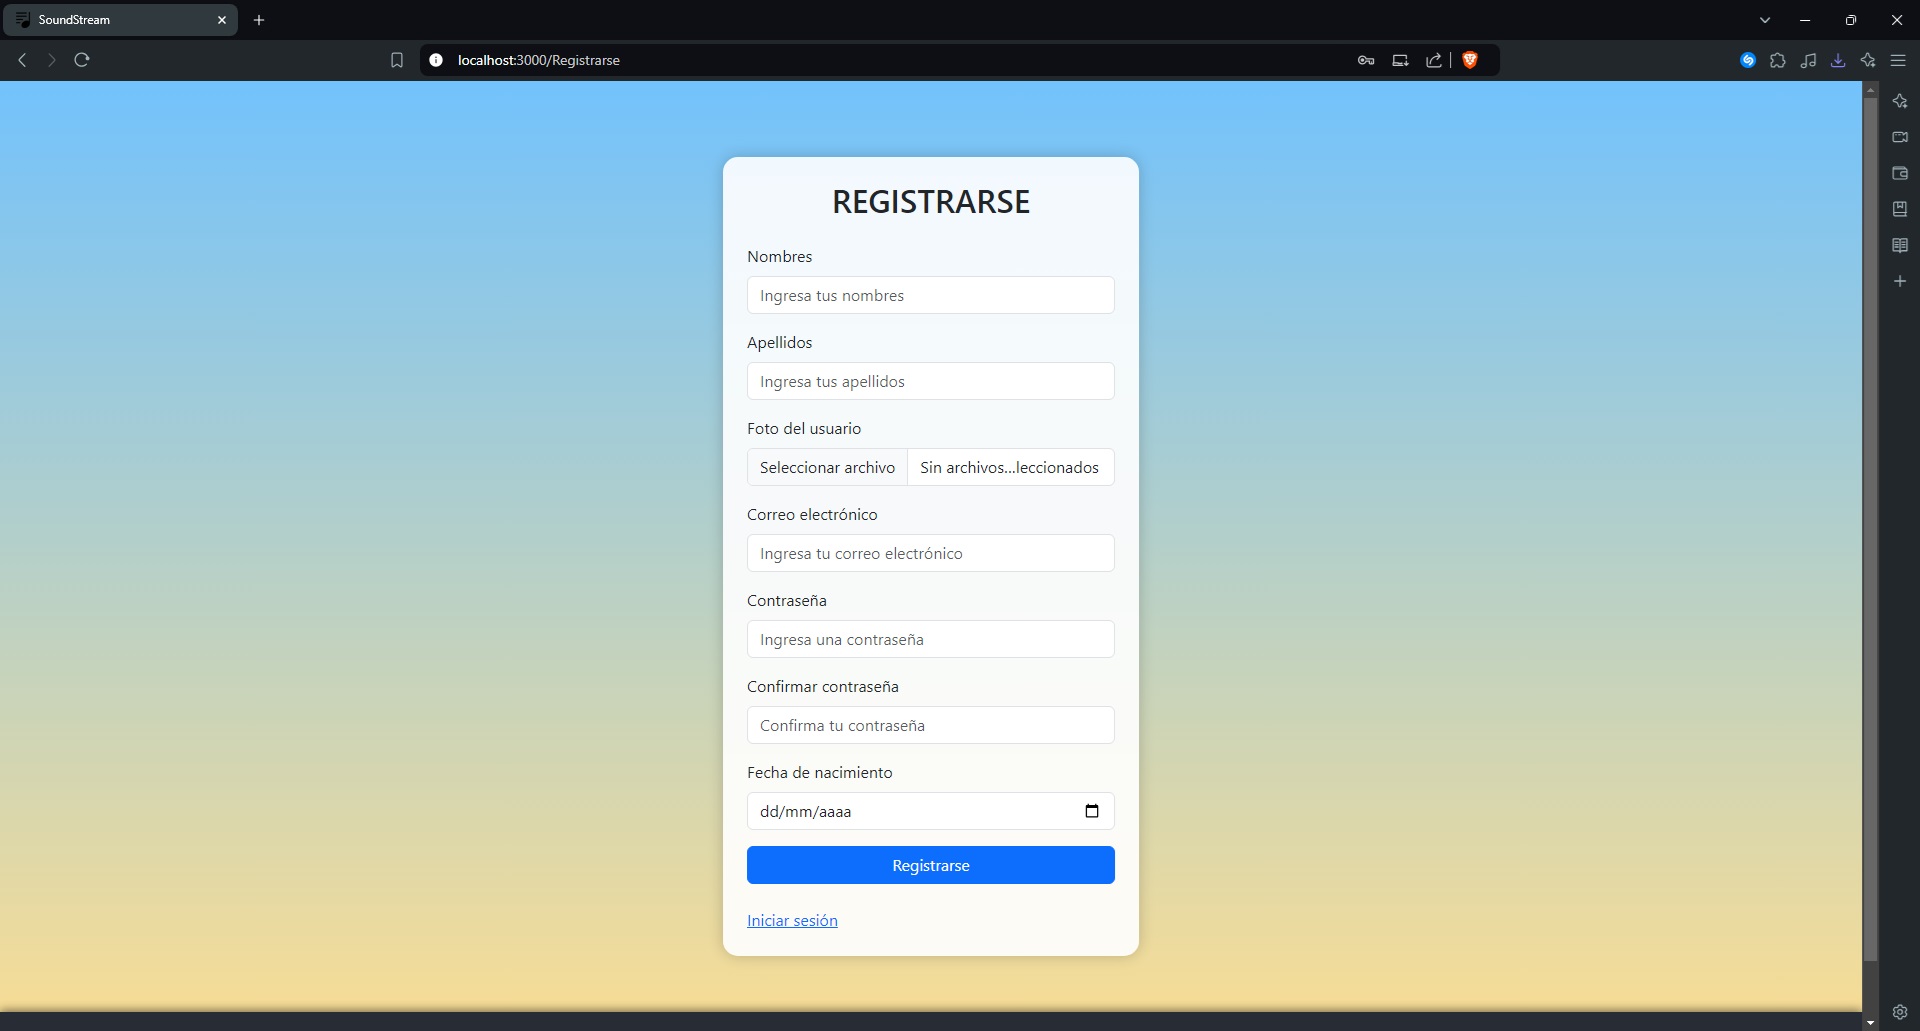 SoundStream
localhost:3000/Registrarse
REGISTRARSE
Nombres
Ingresa tus nombres
Apellidos
Ingresa tus apellidos
Foto del usuario
Seleccionar archivo Sin archivos...leccionados
Correo electrónico
Ingresa tu correo electrónico
Contraseña
Ingresa una contraseña
Confirmar contraseña
Confirma tu contraseña
Fecha de nacimiento
dd/mm/aaaa
Registrarse
Iniciar sesión